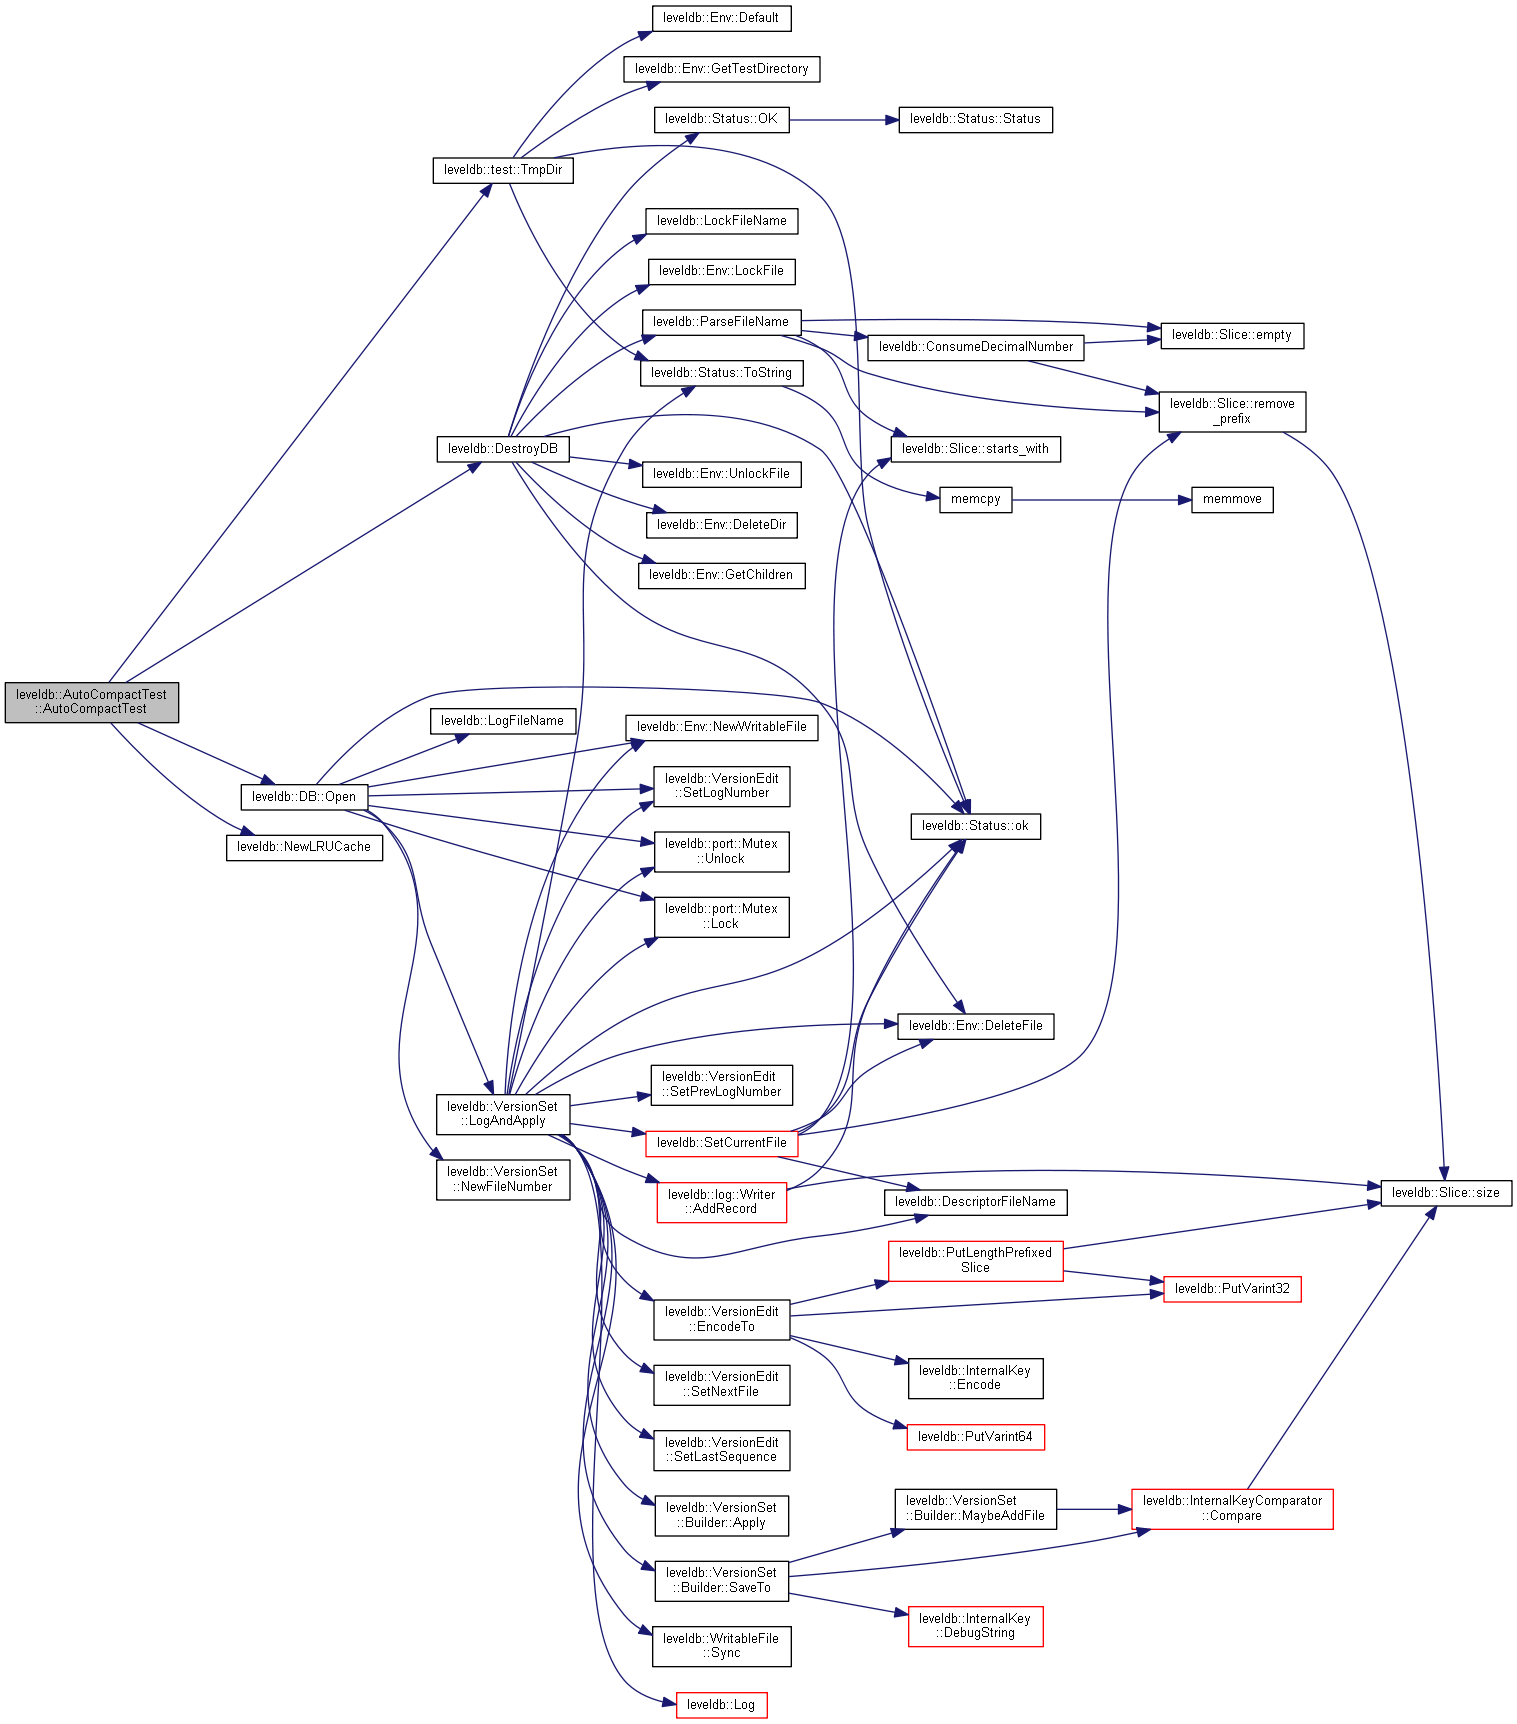 leveldb::Env::Default
leveldb::Env::GetTestDirectory
leveldb::Status::OK
leveldb::Status::Status
leveldb::test::TmpDir
leveldb::LockFileName
leveldb::Env::LockFile
leveldb::ParseFileName
leveldb::Slice::empty
leveldb::ConsumeDecimalNumber
leveldb::Status::ToString
leveldb::Slice::remove
_prefix
leveldb::DestroyDB
leveldb::Slice::starts_with
leveldb::Env::UnlockFile
memcpy
memmove
leveldb::Env::DeleteDir
leveldb::Env::GetChildren
leveldb::AutoCompactTest
::AutoCompactTest
leveldb::LogFileName
leveldb::Env::NewWritableFile
leveldb::VersionEdit
::SetLogNumber
leveldb::DB::Open
leveldb::Status::ok
leveldb::NewLRUCache
leveldb::port::Mutex
::Unlock
leveldb::port::Mutex
::Lock
leveldb::Env::DeleteFile
leveldb::VersionEdit
::SetPrevLogNumber
leveldb::VersionSet
::LogAndApply
leveldb::SetCurrentFile
leveldb::VersionSet
::NewFileNumber
leveldb::log::Writer
::AddRecord
leveldb::DescriptorFileName
leveldb::Slice::size
leveldb::PutLengthPrefixed
Slice
leveldb::PutVarint32
leveldb::VersionEdit
::EncodeTo
leveldb::InternalKey
::Encode
leveldb::VersionEdit
::SetNextFile
leveldb::PutVarint64
leveldb::VersionEdit
::SetLastSequence
leveldb::VersionSet
::Builder::MaybeAddFile
leveldb::InternalKeyComparator
::Compare
leveldb::VersionSet
::Builder::Apply
leveldb::VersionSet
::Builder::SaveTo
leveldb::InternalKey
::DebugString
leveldb::WritableFile
::Sync
leveldb::Log